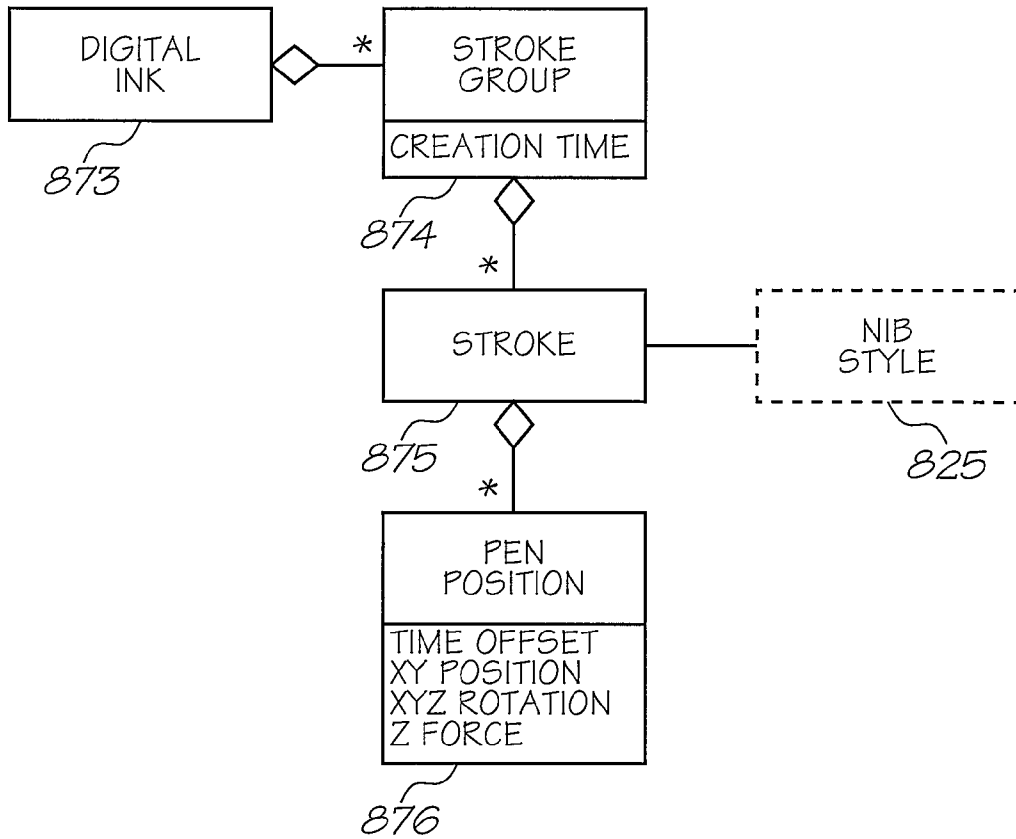 DIGITAL
INK
*
STROKE
GROUP
CREATION TIME
873
874
*
STROKE
NIB
STYLE
875
825
*
PEN
POSITION
TIME OFFSET
XY POSITION
XYZ ROTATION
Z FORCE
876